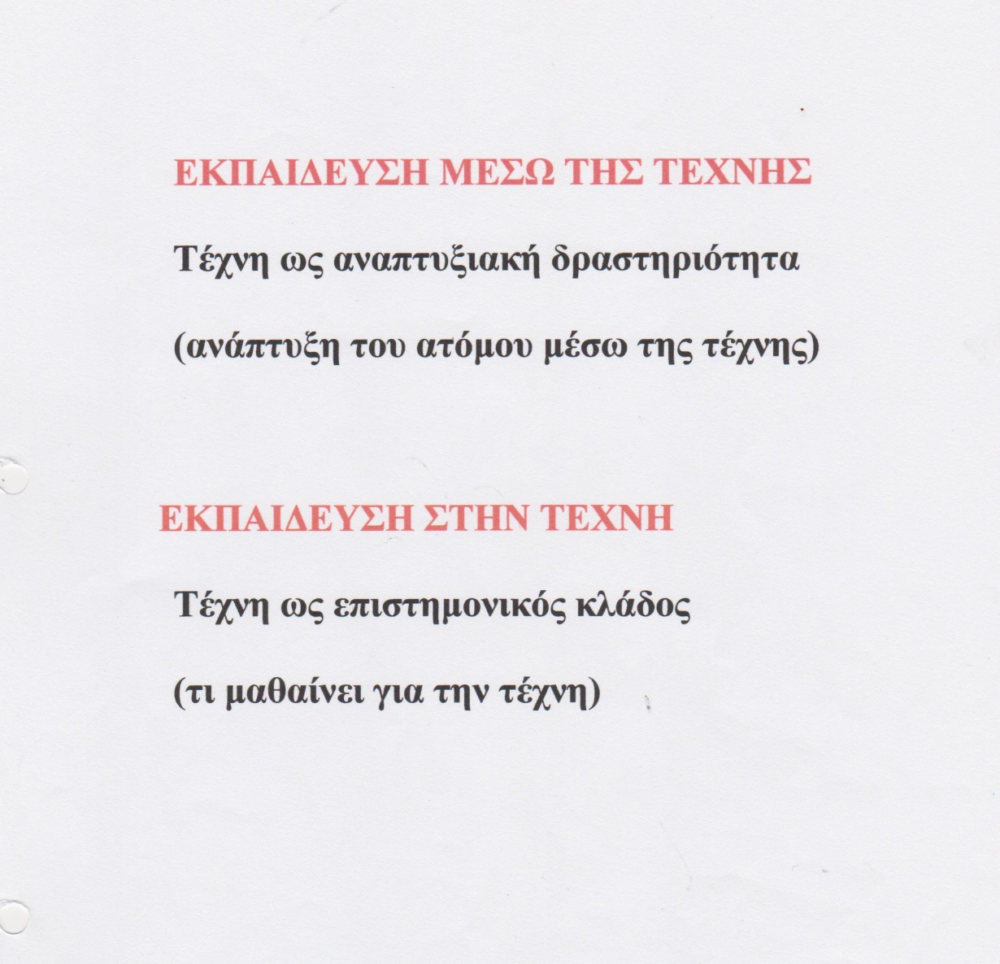 ΕΚΠΑΙΔΕΥΣΗ ΜΕΣΩ ΤΗΣ ΤΕΧΝΗΣ
Τέχνη ως αναπτυξιακή δραστηριότητα
(ανάπτυξη του ατόμου μέσω της τέχνης)
ΕΚΠΑΙΔΕΥΣΗ ΣΤΗΝ ΤΕΧΝΗ
Τέχνη ως επιστημονικός κλάδος
(τι μαθαίνει για την τέχνη)